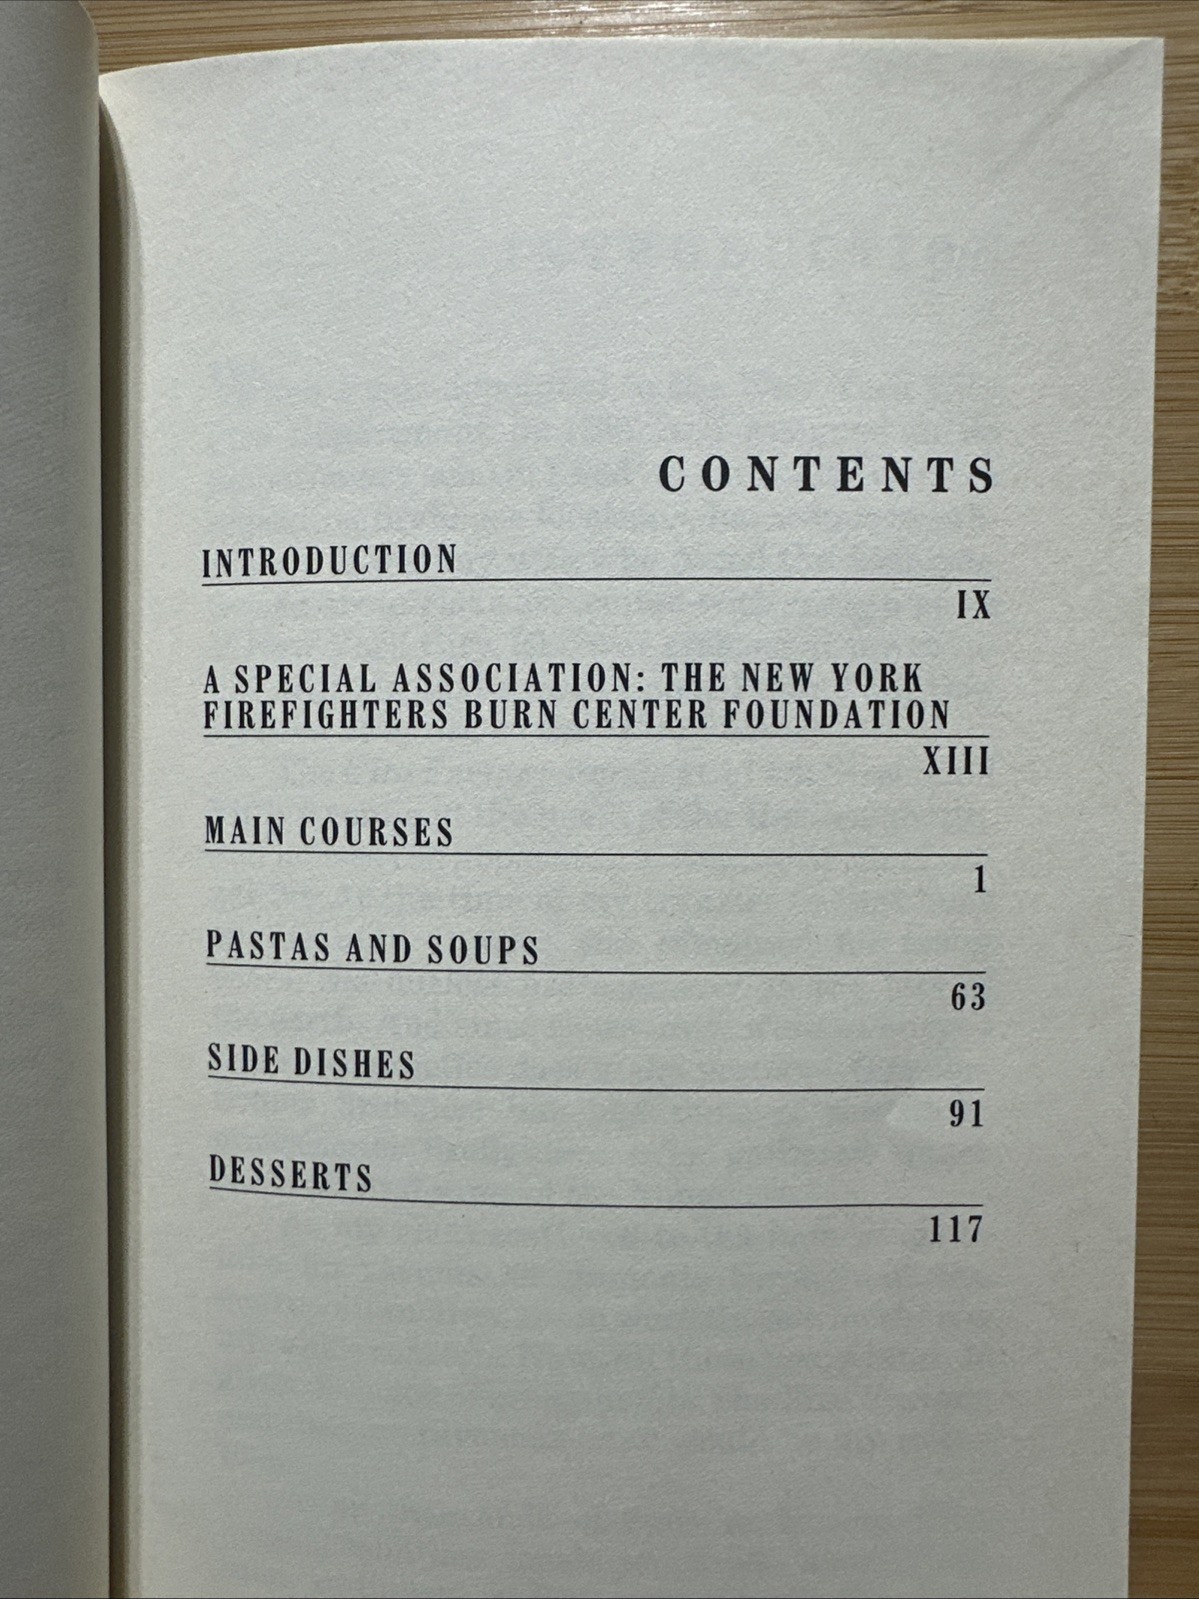 CONTENTS
INTRODUCTION
IX
A SPECIAL ASSOCIATION: THE NEW YORK
FIREFIGHTERS BURN CENTER FOUNDATION
XIII
MAIN COURSES
1
PASTAS AND SOUPS
63
SIDE DISHES
91
DESSERTS
117